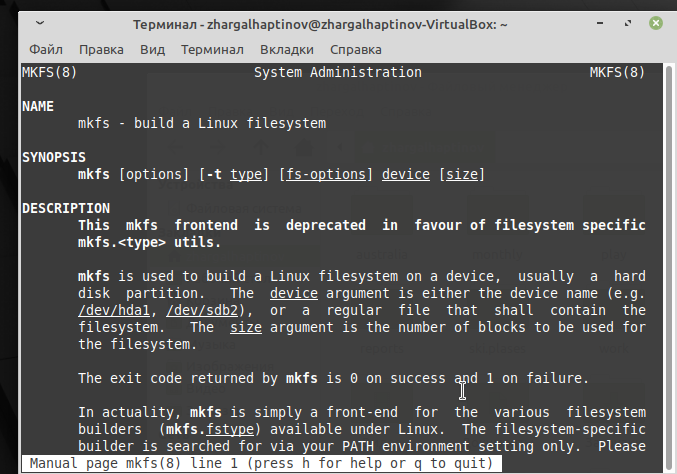 Терминал - zhargalhaptinov@zhargalhaptinov-VirtualBox: ~
Файл Правка Вид Терминал Вкладки Справка
MKFS(8) System Administration MKFS(8)
NAME
mkfs - build a Linux filesystem
SYNOPSIS
mkfs [options] [-t type] [fs-options] device [size]
DESCRIPTION
This mkfs frontend is deprecated in favour of filesystem specific
mkfs.<type> utils.
mkfs is used to build a Linux filesystem on a device, usually a hard
disk partition. The device argument is either the device name (e.g.
/dev/hda1, /dev/sdb2), or a regular file that shall contain the
filesystem. The size argument is the number of blocks to be used for
the filesystem.
The exit code returned by mkfs is 0 on success and 1 on failure.
In actuality, mkfs is simply a front-end for the various filesystem
builders (mkfs.fstype) available under Linux. The filesystem-specific
builder is searched for via your PATH environment setting only. Please
Manual page mkfs(8) line 1 (press h for help or q to quit)